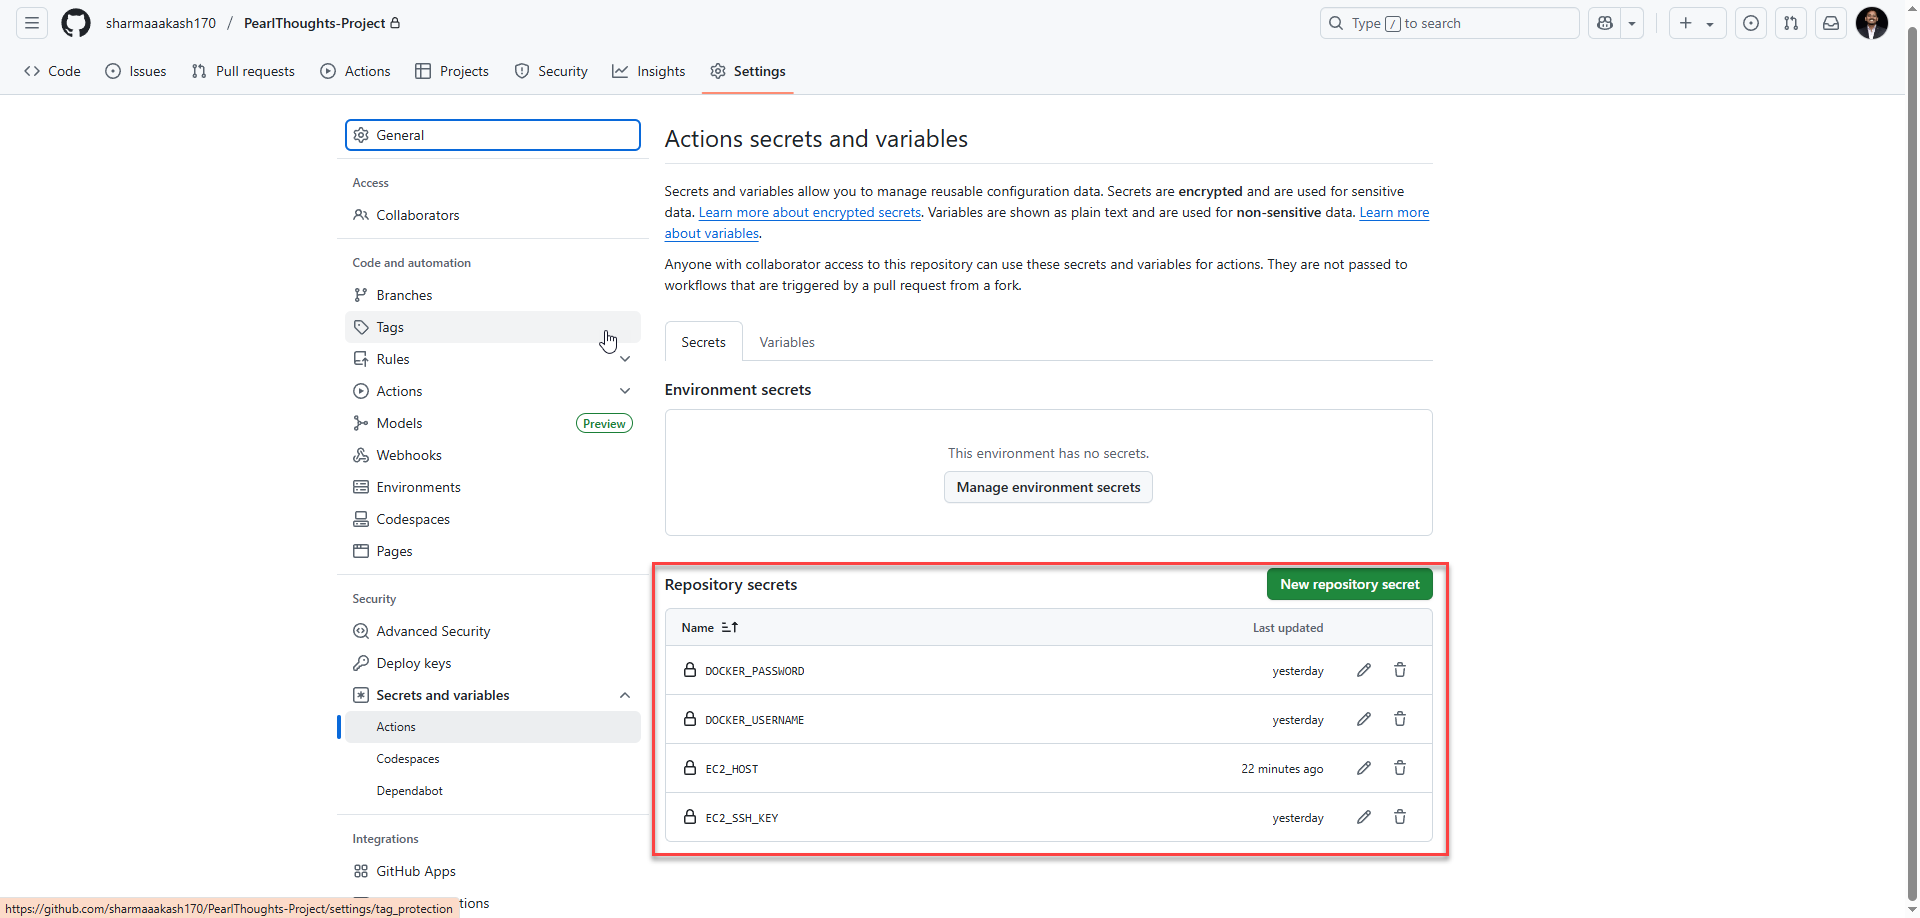 sharmaaakash170 / PearlThoughts-Project
Type / to search
Code
Issues
Pull requests
Actions
Projects
Security
Insights
Settings
General
Access
Collaborators
Code and automation
Branches
Tags
Rules
Actions
Models
Preview
Webhooks
Environments
Codespaces
Pages
Security
Advanced Security
Deploy keys
Secrets and variables
Actions
Codespaces
Dependabot
Integrations
GitHub Apps
tions
https://github.com/sharmaaakash170/PearlThoughts-Project/settings/tag_protection
Actions secrets and variables
Secrets and variables allow you to manage reusable configuration data. Secrets are encrypted and are used for sensitive
data. Learn more about encrypted secrets. Variables are shown as plain text and are used for non-sensitive data. Learn more
about variables.
Anyone with collaborator access to this repository can use these secrets and variables for actions. They are not passed to
workflows that are triggered by a pull request from a fork.
Secrets
Variables
Environment secrets
This environment has no secrets.
Manage environment secrets
Repository secrets
New repository secret
Name
Last updated
DOCKER_PASSWORD
yesterday
DOCKER_USERNAME
yesterday
EC2_HOST
22 minutes ago
EC2_SSH_KEY
yesterday